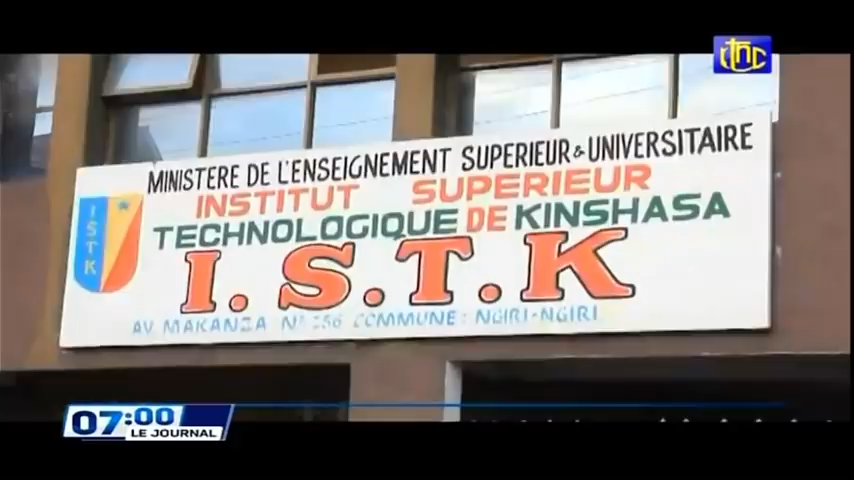 rtnc
MINISTERE DE L'ENSEIGNEMENT SUPERIEUR & UNIVERSITAIRE
INSTITUT SUPERIEUR
TECHNOLOGIQUE DE KINSHASA
I.S.T.K
ISTK
AV. MAKANZA COMMUNE: NGIRI-NGIRI
07:00
LE JOURNAL